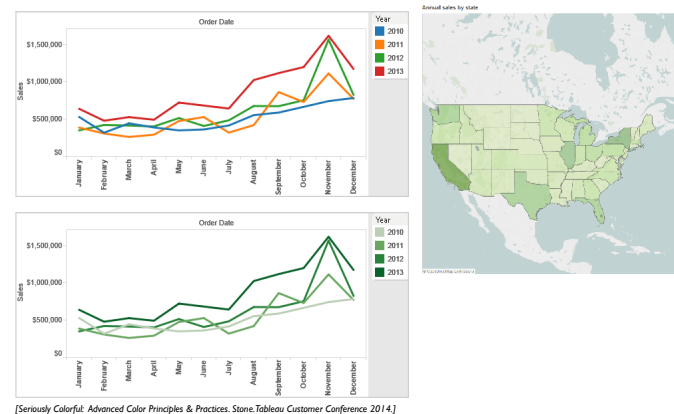 Order Date
Year
2010
2011
2012
2013
Sales
$1,500,000
$1,000,000
$500,000
$0
January
February
March
April
May
June
July
August
September
October
November
December
Annual sales by state
Order Date
Year
2010
2011
2012
2013
Sales
$1,500,000
$1,000,000
$500,000
$0
January
February
March
April
May
June
July
August
September
October
November
December
[Seriously Colorful: Advanced Color Principles & Practices. Stone.Tableau Customer Conference 2014.]